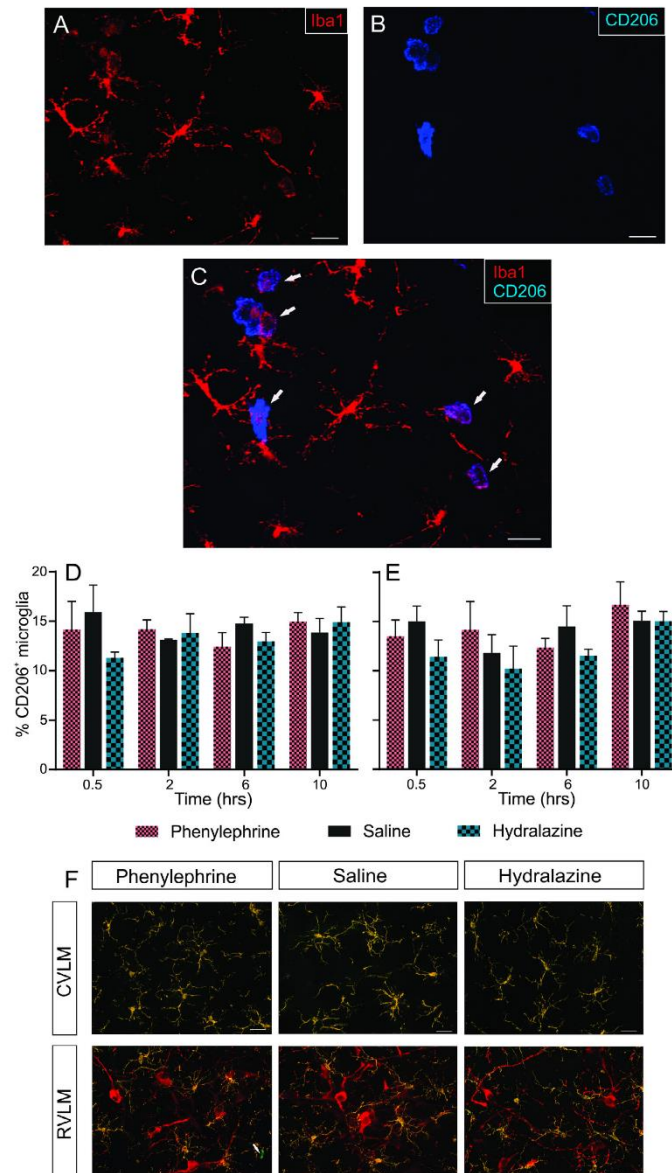 A
Iba1
B
CD206
C
Iba1
CD206
% CD206⁺ microglia
20
15
10
5
0
D
0.5
2
6
10
Time (hrs)
E
0.5
2
6
10
Time (hrs)
Phenylephrine
Saline
Hydralazine
F
Phenylephrine
Saline
Hydralazine
CVLM
RVLM